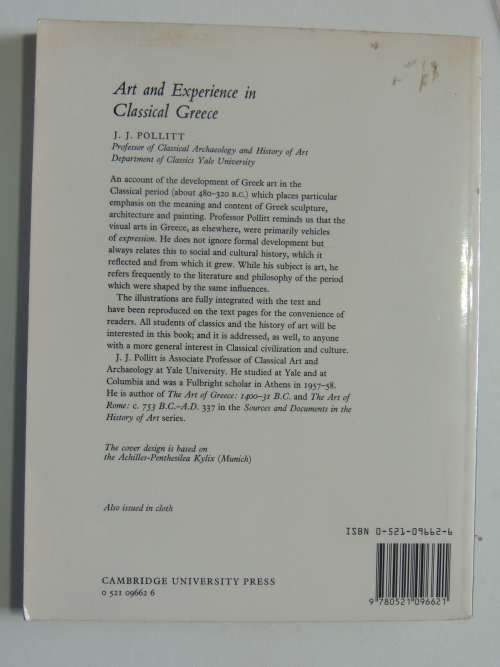 Art and Experience in
Classical Greece
J. J. POLLITT
Professor of Classical Archaeology and History of Art
Department of Classics Yale University
An account of the development of Greek art in the
Classical period (about 480–320 B.C.) which places particular
emphasis on the meaning and content of Greek sculpture,
architecture and painting. Professor Pollitt reminds us that the
visual arts in Greece, as elsewhere, were primarily vehicles
of expression. He does not ignore formal development but
always relates this to social and cultural history, which it
reflected and from which it grew. While his subject is art, he
refers frequently to the literature and philosophy of the period
which were shaped by the same influences.
The illustrations are fully integrated with the text and
have been reproduced on the text pages for the convenience of
readers. All students of classics and the history of art will be
interested in this book; and it is addressed, as well, to anyone
with a more general interest in Classical civilization and culture.
J. J. Pollitt is Associate Professor of Classical Art and
Archaeology at Yale University. He studied at Yale and at
Columbia and was a Fulbright scholar in Athens in 1957–58.
He is author of The Art of Greece: 1400–31 B.C. and The Art of
Rome: c. 753 B.C.–A.D. 337 in the Sources and Documents in the
History of Art series.
The cover design is based on
the Achilles-Penthesilea Kylix (Munich)
Also issued in cloth
ISBN 0-521-09662-6
CAMBRIDGE UNIVERSITY PRESS
0 521 09662 6
9 780521 096621